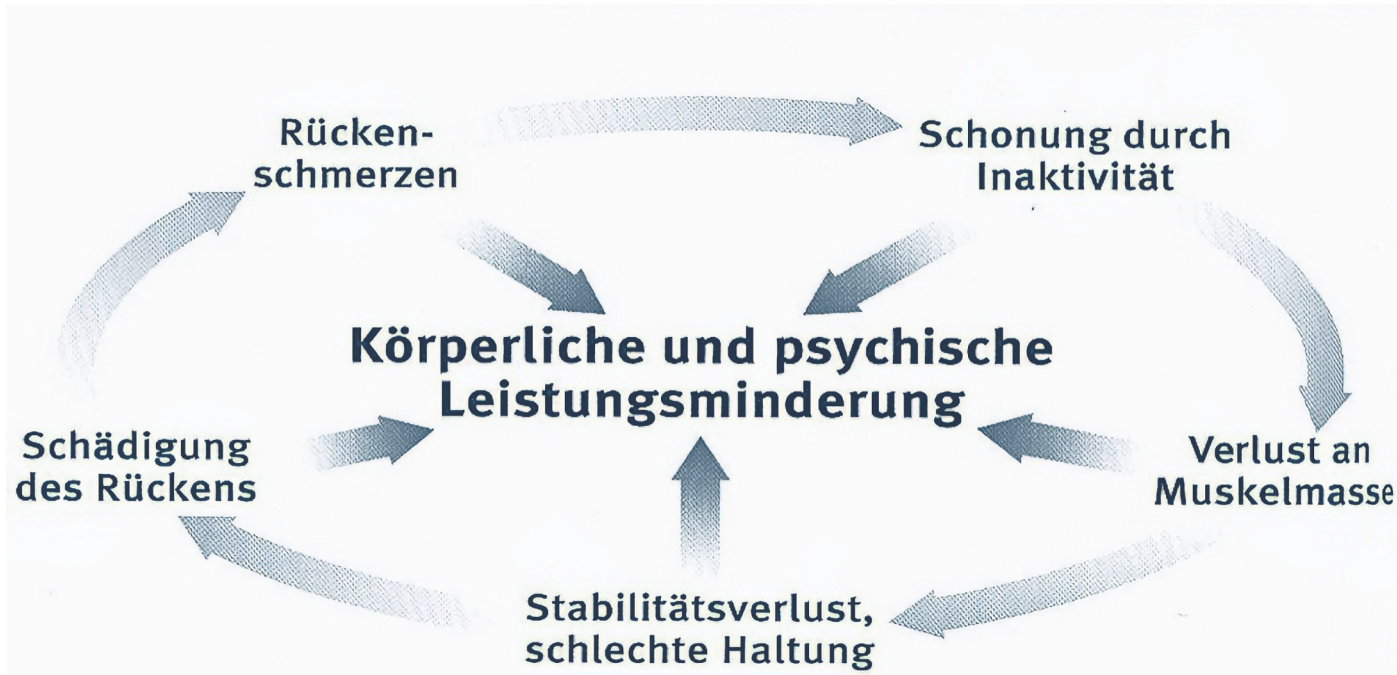 Rücken-
schmerzen
Schonung durch
Inaktivität
Körperliche und psychische
Leistungsminderung
Schädigung
des Rückens
Verlust an
Muskelmasse
Stabilitätsverlust,
schlechte Haltung